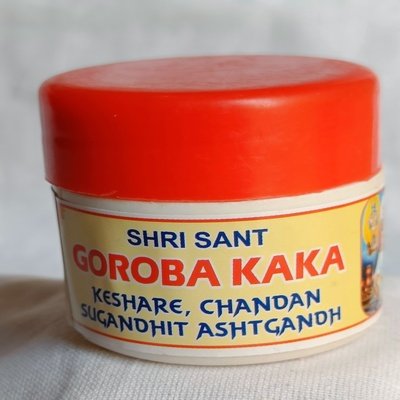 SHRI SANT
GOROBA KAKA
KESHARE, CHANDAN
SUGANDHIT ASHTGANDH